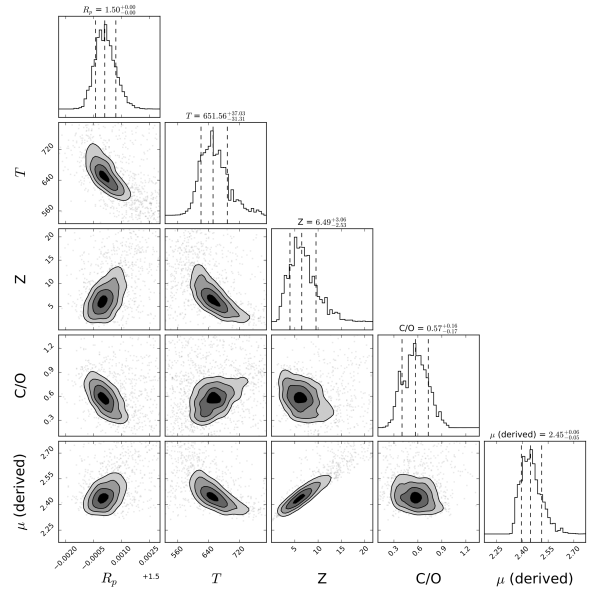 R_p = 1.50^{+0.00}_{-0.00}
T
720
640
560
T = 651.56^{+37.03}_{-31.31}
Z
20
15
10
5
Z = 6.49^{+3.06}_{-2.53}
C/O
1.2
0.9
0.6
0.3
C/O = 0.57^{+0.16}_{-0.17}
μ (derived)
2.70
2.55
2.40
2.25
μ (derived) = 2.45^{+0.06}_{-0.05}
-0.0020 -0.0005 0.0010 0.0025 560 640 720 5 10 15 20 0.3 0.6 0.9 1.2 2.25 2.40 2.55 2.70
+1.5
R_p T Z C/O μ (derived)